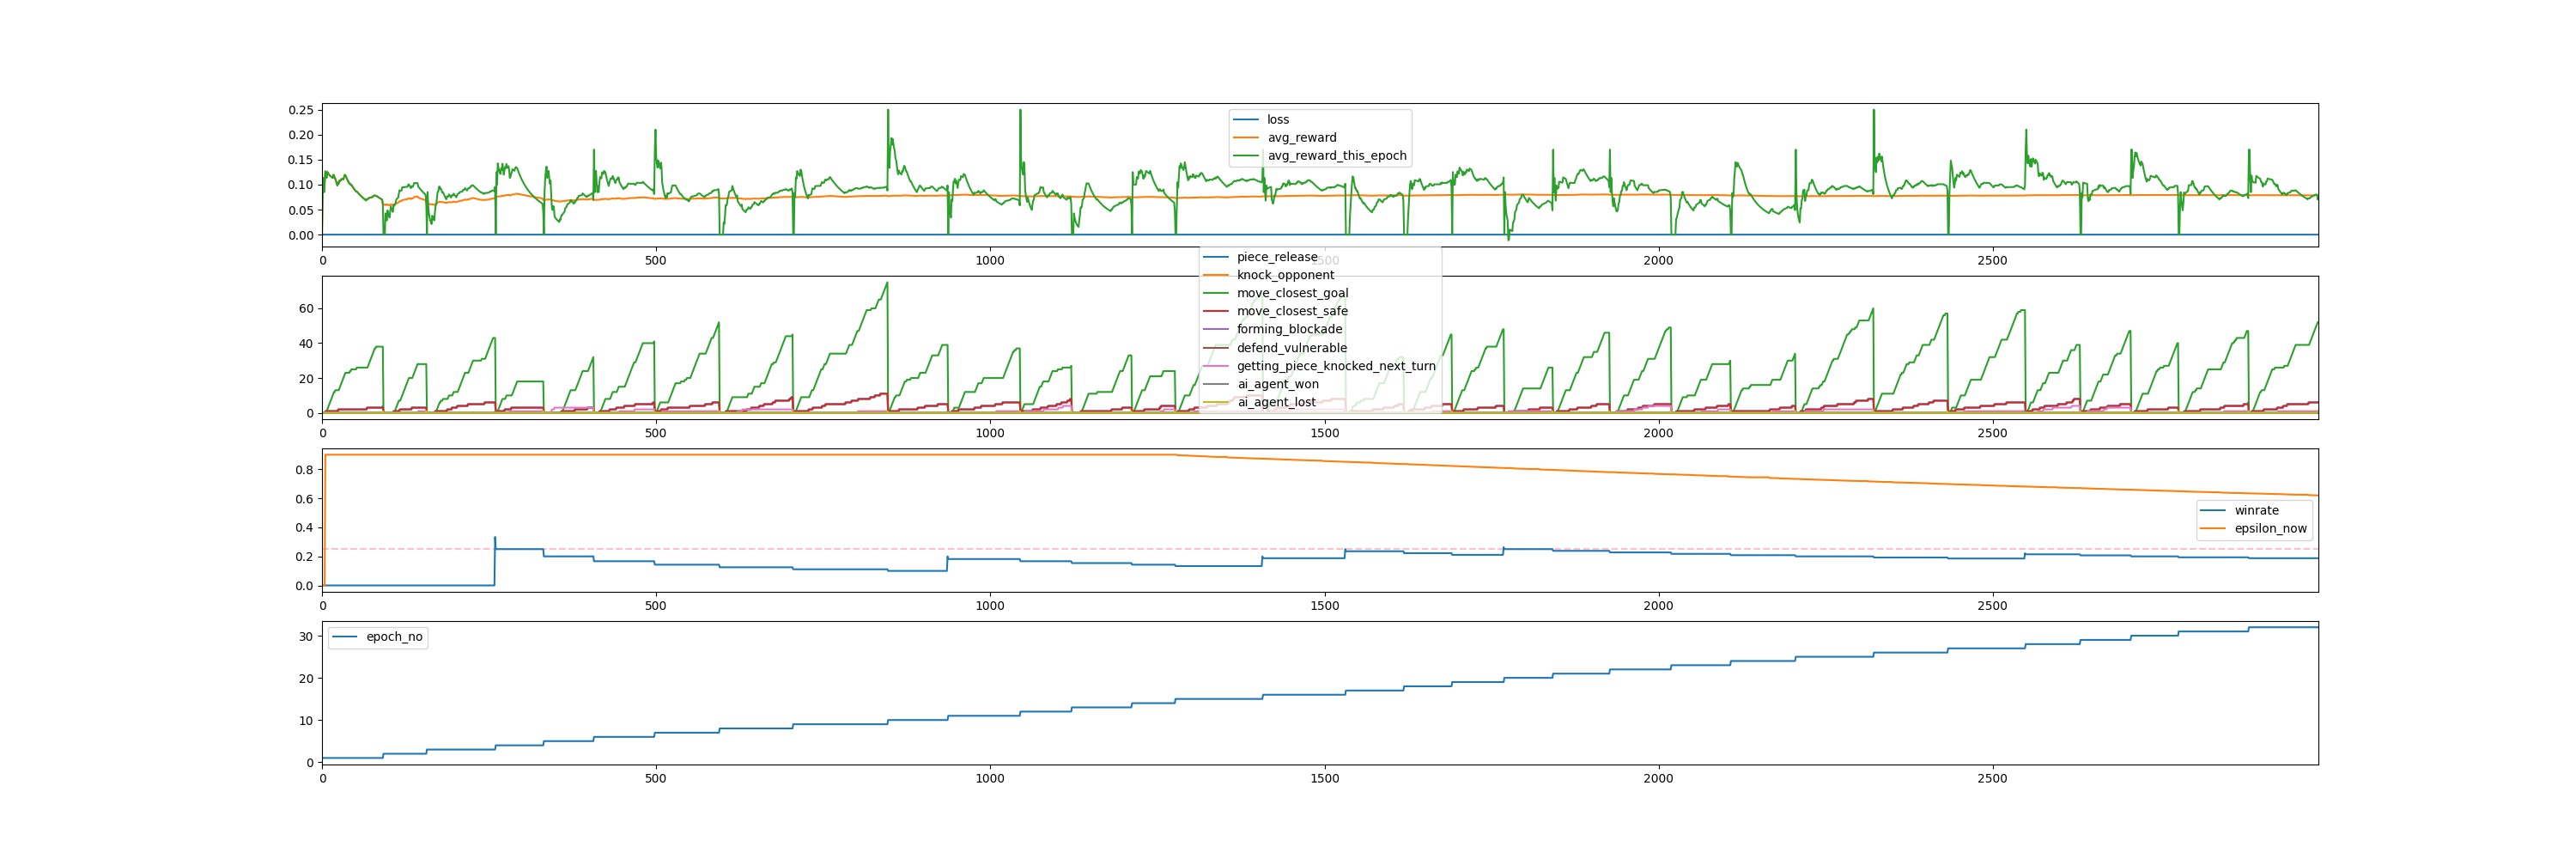 0.25
0.20
0.15
0.10
0.05
0.00
loss
avg_reward
avg_reward_this_epoch
0 500 1000 1500 2000 2500
60
40
20
0
piece_release
knock_opponent
move_closest_goal
move_closest_safe
forming_blockade
defend_vulnerable
getting_piece_knocked_next_turn
ai_agent_won
ai_agent_lost
0 500 1000 1500 2000 2500
0.8
0.6
0.4
0.2
0.0
winrate
epsilon_now
0 500 1000 1500 2000 2500
30
20
10
0
epoch_no
0 500 1000 1500 2000 2500